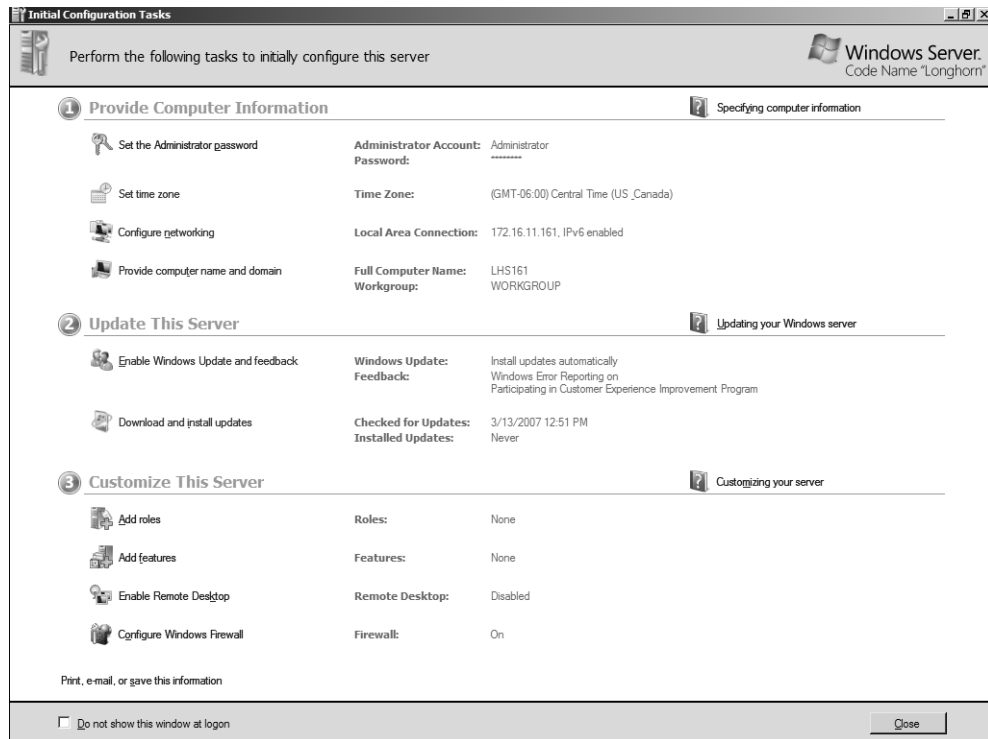 Initial Configuration Tasks
Perform the following tasks to initially configure this server
Windows Server.
Code Name "Longhorn"
1 Provide Computer Information
Specifying computer information
Set the Administrator password
Administrator Account: Administrator
Password: ********
Set time zone
Time Zone: (GMT-06:00) Central Time (US _Canada)
Configure networking
Local Area Connection: 172.16.11.161, IPv6 enabled
Provide computer name and domain
Full Computer Name: LHS161
Workgroup: WORKGROUP
2 Update This Server
Updating your Windows server
Enable Windows Update and feedback
Windows Update: Install updates automatically
Feedback: Windows Error Reporting on
Participating in Customer Experience Improvement Program
Download and install updates
Checked for Updates: 3/13/2007 12:51 PM
Installed Updates: Never
3 Customize This Server
Customizing your server
Add roles
Roles: None
Add features
Features: None
Enable Remote Desktop
Remote Desktop: Disabled
Configure Windows Firewall
Firewall: On
Print, e-mail, or save this information
Do not show this window at logon
Close